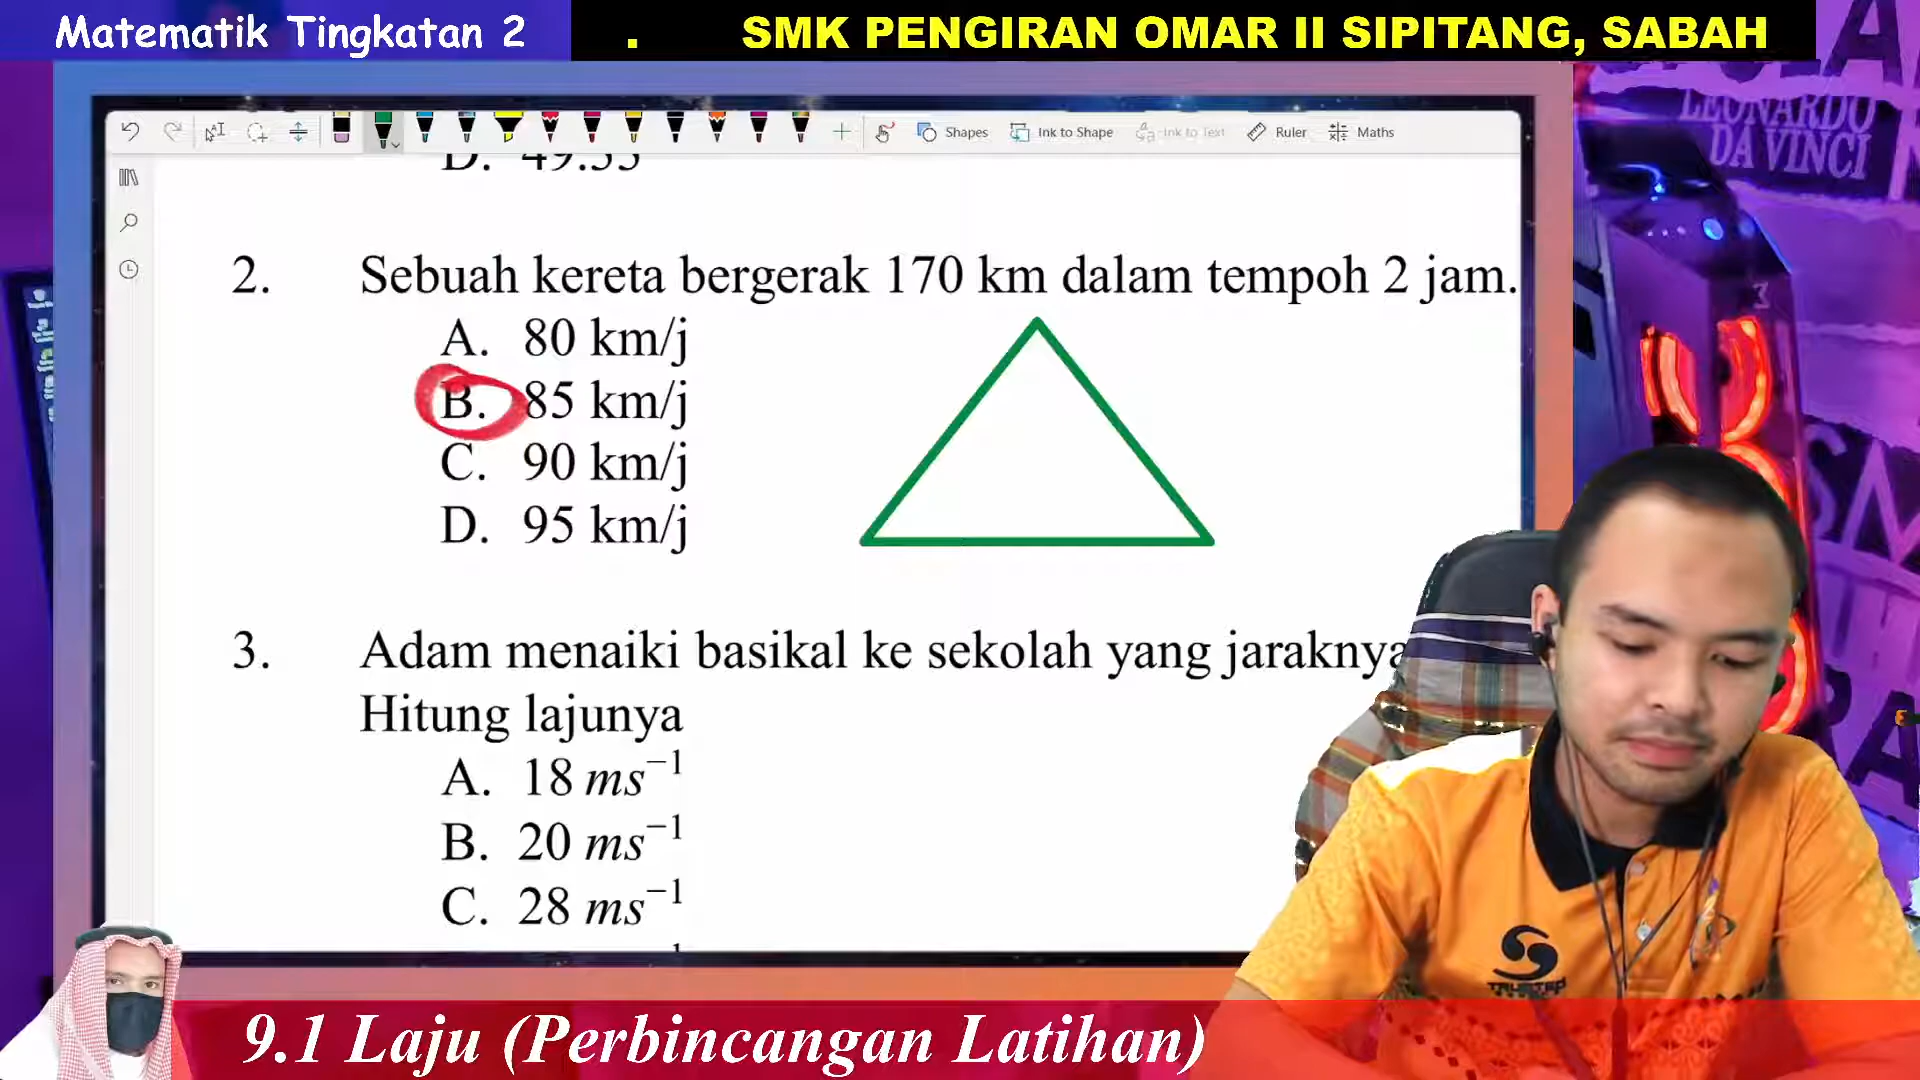 Matematik Tingkatan 2
. SMK PENGIRAN OMAR II SIPITANG, SABAH
LEONARDO
DA VINCI
Shapes
Ink to Shape
Ink to Text
Ruler
Maths
D. 49.55
2. Sebuah kereta bergerak 170 km dalam tempoh 2 jam.
A. 80 km/j
B. 85 km/j
C. 90 km/j
D. 95 km/j
3. Adam menaiki basikal ke sekolah yang jaraknya
Hitung lajunya
A. 18 ms⁻¹
B. 20 ms⁻¹
C. 28 ms⁻¹
9.1 Laju (Perbincangan Latihan)